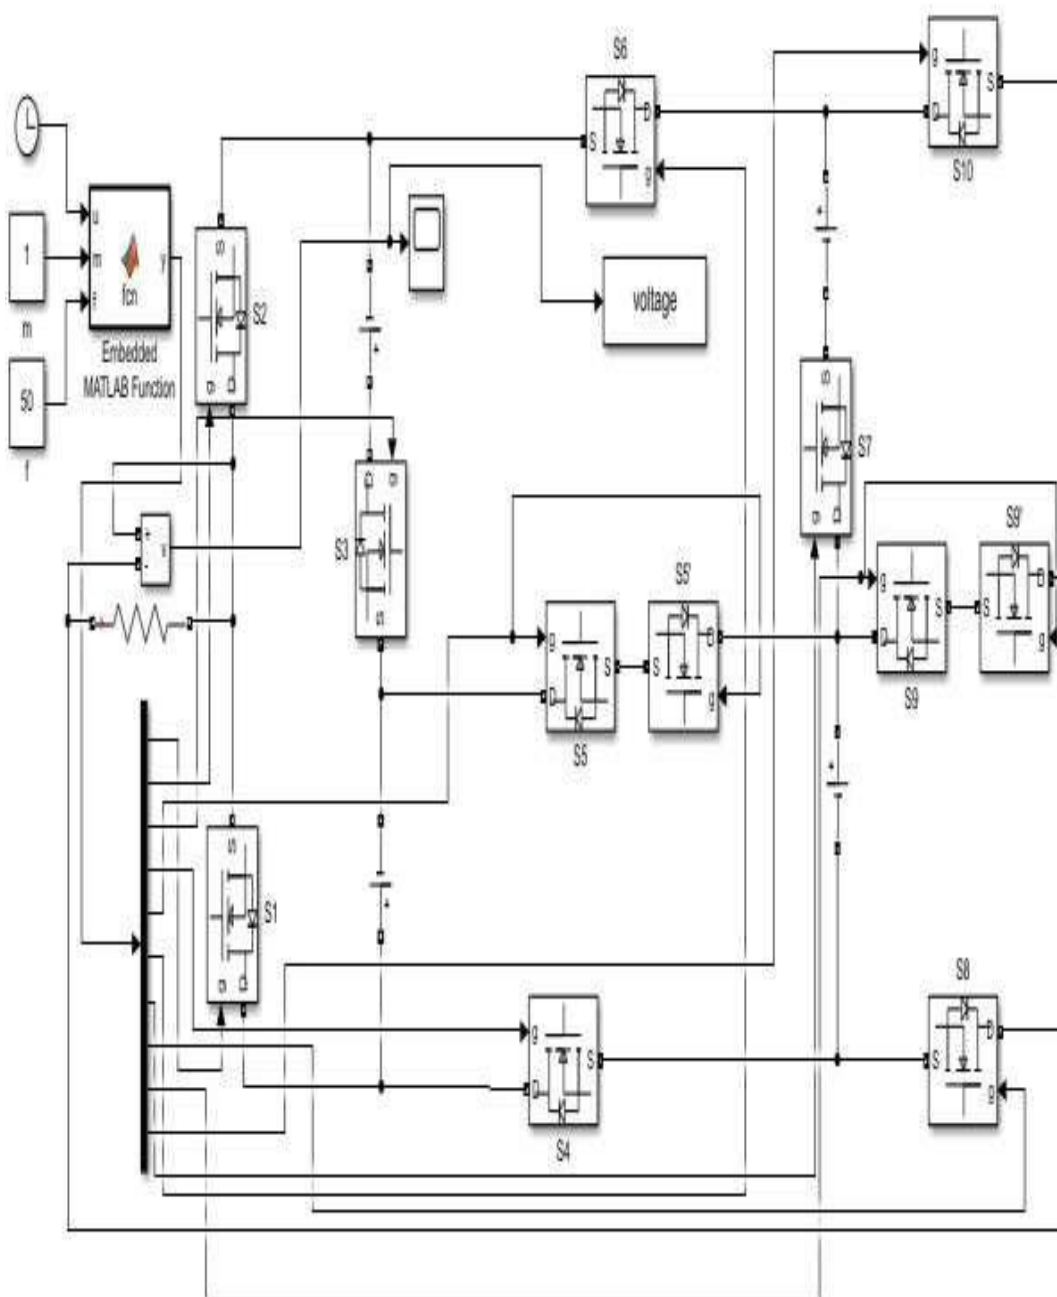 S6
g
S
D
S10
S
D
g
u
m
y
fcn
1
m
Embedded
MATLAB Function
50
f
S
g
D
S2
voltage
S
g
D
S7
D
g
S
S3
+
-
v
+
g
D
S
S5
S5'
S
D
g
g
D
S
S9
S9'
S
D
g
S
g
D
S1
g
D
S
S4
S8
S
D
g